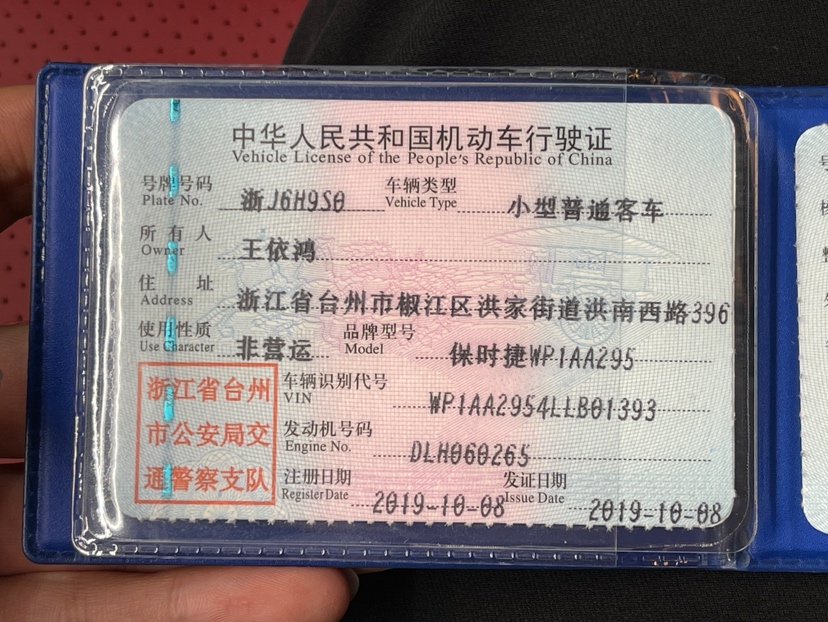 中华人民共和国机动车行驶证
Vehicle License of the People's Republic of China
号牌号码 浙J6H9S0 车辆类型 小型普通客车
Plate No. Vehicle Type
所有人 王依鸿
Owner
住址 浙江省台州市椒江区洪家街道洪南西路396
Address
使用性质 非营运 品牌型号 保时捷WP1AA295
Use Character Model
浙江省台州
市公安局交
通警察支队
车辆识别代号 WP1AA2954LLB01393
VIN
发动机号码 DLH060265
Engine No.
注册日期 2019-10-08 发证日期 2019-10-08
Register Date Issue Date